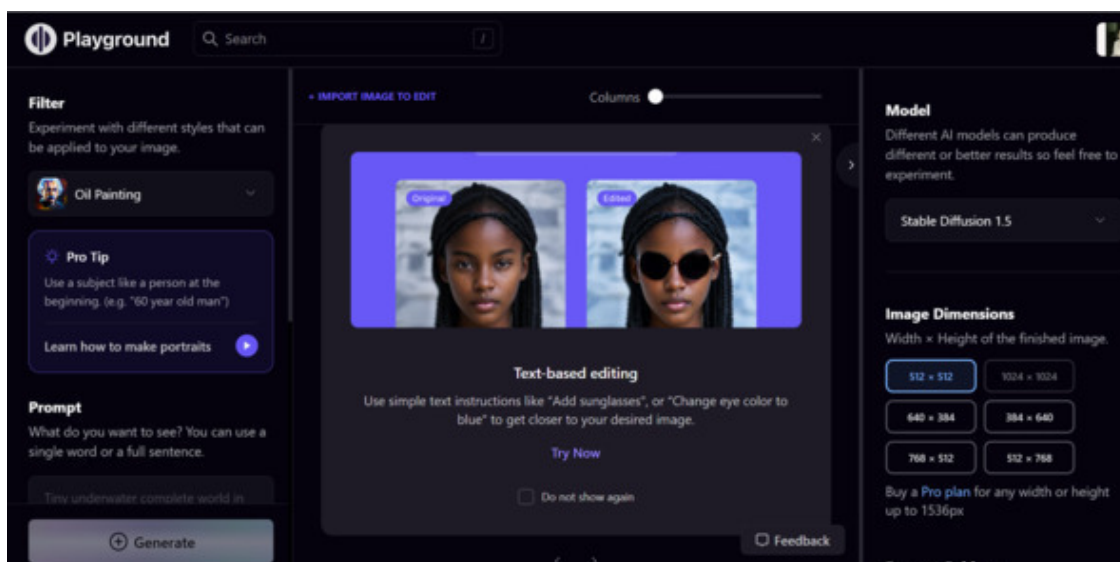 Playground
Search
/
Filter
Experiment with different styles that can
be applied to your image.
Oil Painting
Pro Tip
Use a subject like a person at the
beginning. (e.g. "60 year old man")
Learn how to make portraits
Prompt
What do you want to see? You can use a
single word or a full sentence.
Tiny underwater complete world in
Generate
+ IMPORT IMAGE TO EDIT
Columns
Original
Edited
Text-based editing
Use simple text instructions like "Add sunglasses", or "Change eye color to
blue" to get closer to your desired image.
Try Now
Do not show again
Feedback
Model
Different AI models can produce
different or better results so feel free to
experiment.
Stable Diffusion 1.5
Image Dimensions
Width × Height of the finished image.
512 × 512
1024 × 1024
640 × 384
384 × 640
768 × 512
512 × 768
Buy a Pro plan for any width or height
up to 1536px